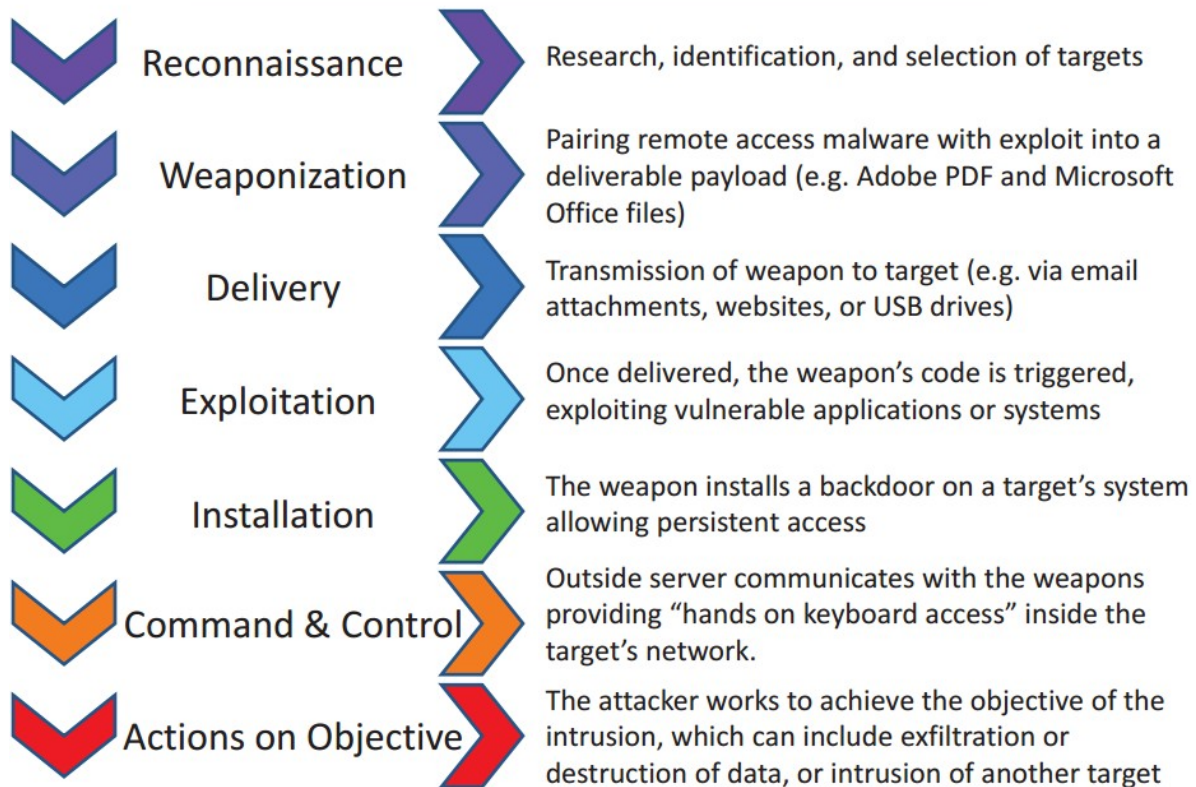 Reconnaissance
Research, identification, and selection of targets
Weaponization
Pairing remote access malware with exploit into a
deliverable payload (e.g. Adobe PDF and Microsoft
Office files)
Delivery
Transmission of weapon to target (e.g. via email
attachments, websites, or USB drives)
Exploitation
Once delivered, the weapon’s code is triggered,
exploiting vulnerable applications or systems
Installation
The weapon installs a backdoor on a target’s system
allowing persistent access
Command & Control
Outside server communicates with the weapons
providing “hands on keyboard access” inside the
target’s network.
Actions on Objective
The attacker works to achieve the objective of the
intrusion, which can include exfiltration or
destruction of data, or intrusion of another target